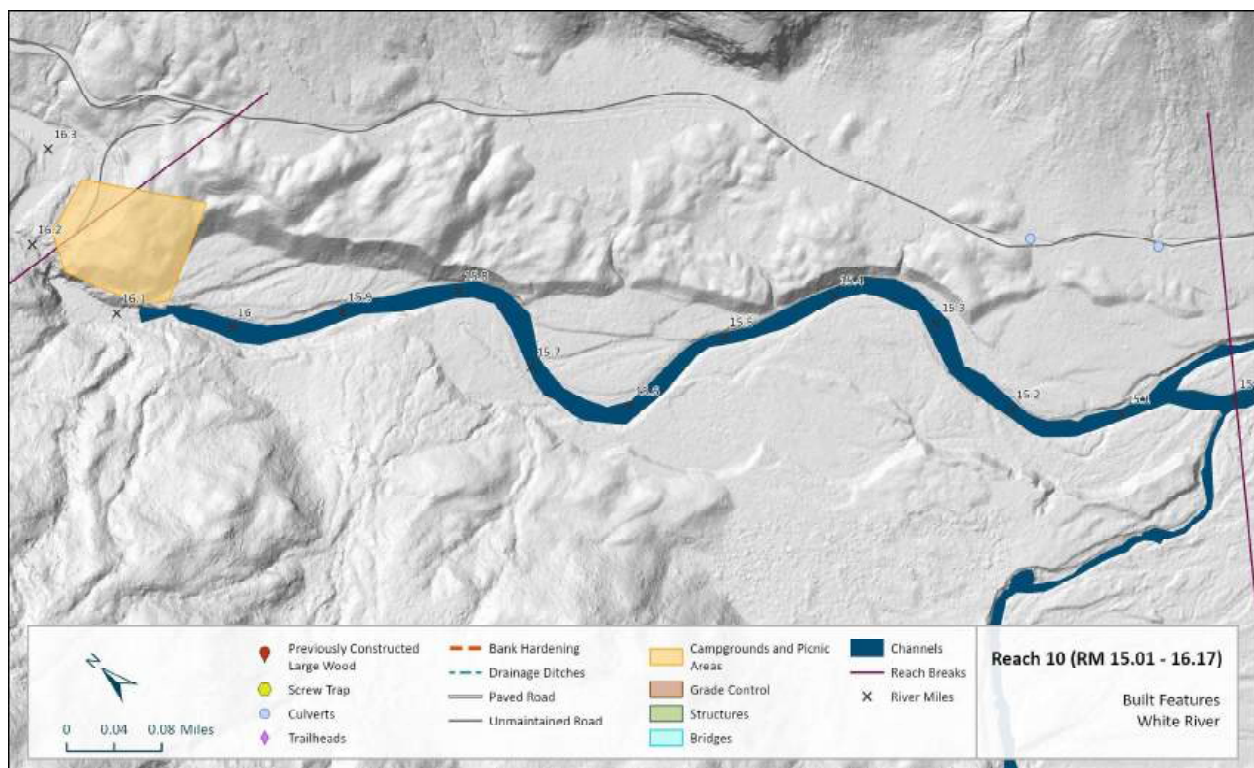 16.3
16.2
16.1
16
15.9
15.8
15.7
15.6
15.5
15.4
15.3
15.2
15.1
15
N
0 0.04 0.08 Miles
Previously Constructed
Large Wood
Screw Trap
Culverts
Trailheads
Bank Hardening
Drainage Ditches
Paved Road
Unmaintained Road
Campgrounds and Picnic
Areas
Grade Control
Structures
Bridges
Channels
Reach Breaks
River Miles
Reach 10 (RM 15.01 - 16.17)
Built Features
White River